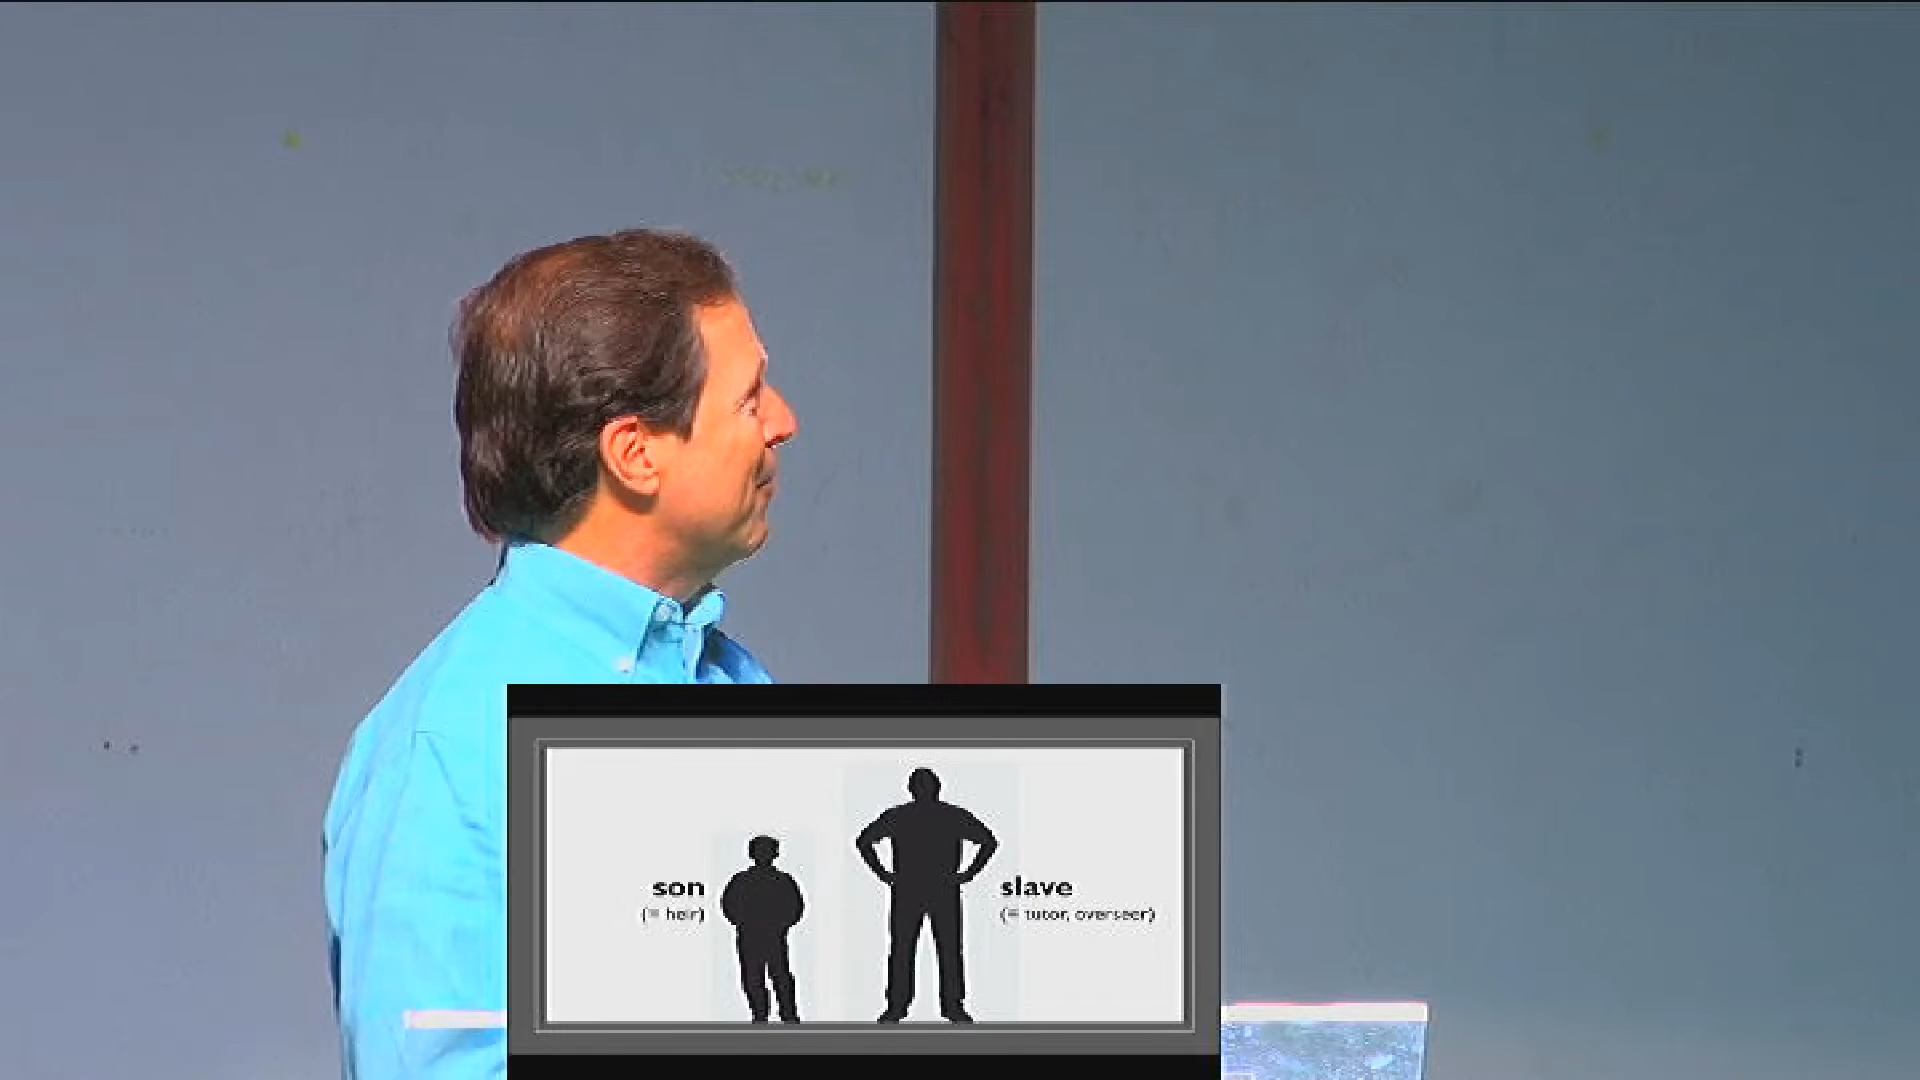 son
(= heir)
slave
(= tutor, overseer)